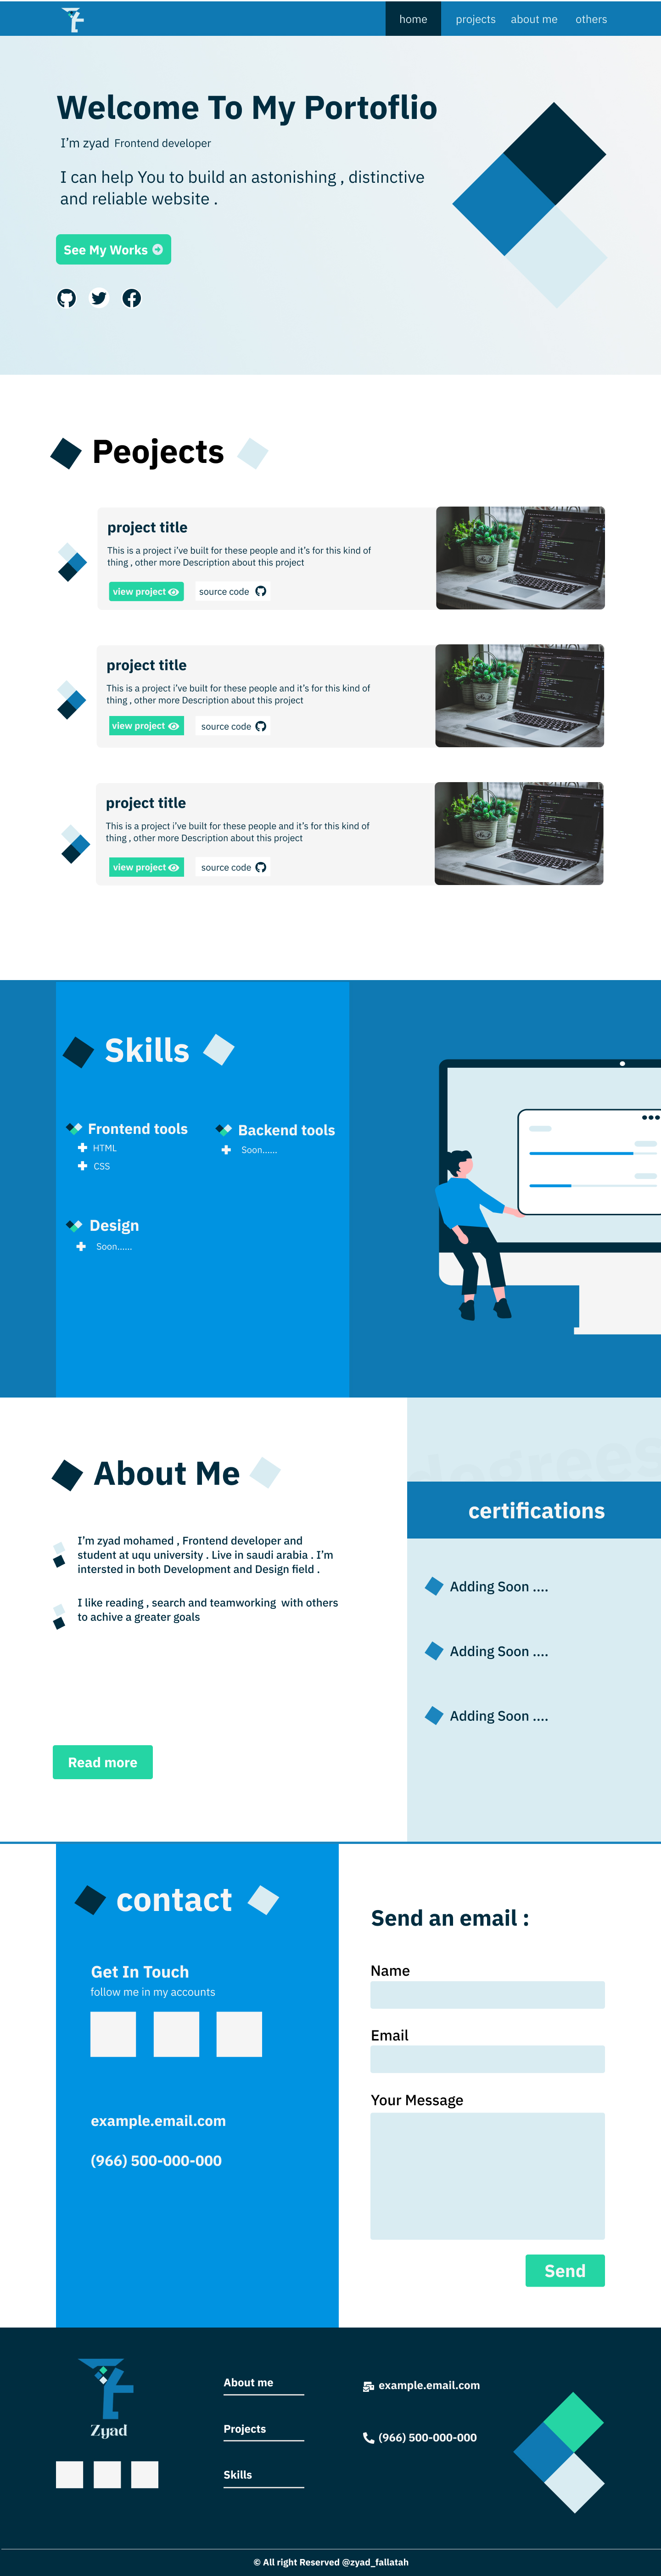 home projects about me others
Welcome To My Portoflio
I'm zyad Frontend developer
I can help You to build an astonishing , distinctive
and reliable website .
See My Works
Peojects
project title
This is a project i've built for these people and it's for this kind of
thing , other more Description about this project
view project source code
project title
This is a project i've built for these people and it's for this kind of
thing , other more Description about this project
view project source code
project title
This is a project i've built for these people and it's for this kind of
thing , other more Description about this project
view project source code
Skills
Frontend tools
HTML
CSS
Backend tools
Soon......
Design
Soon......
About Me
I'm zyad mohamed , Frontend developer and
student at uqu university . Live in saudi arabia . I'm
intersted in both Development and Design field .
I like reading , search and teamworking with others
to achive a greater goals
Read more
degrees
certifications
Adding Soon ....
Adding Soon ....
Adding Soon ....
contact
Get In Touch
follow me in my accounts
example.email.com
(966) 500-000-000
Send an email :
Name
Email
Your Message
Send
Zyad
About me
Projects
Skills
example.email.com
(966) 500-000-000
© All right Reserved @zyad_fallatah